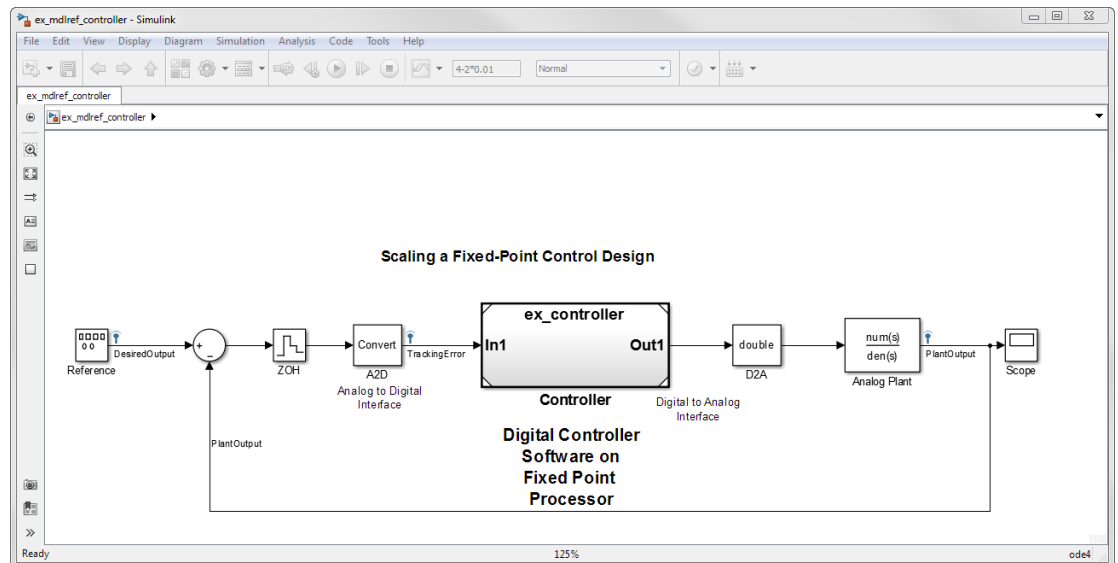 ex_mdlref_controller - Simulink
File Edit View Display Diagram Simulation Analysis Code Tools Help
4-2*0.01 Normal
ex_mdlref_controller
ex_mdlref_controller
Scaling a Fixed-Point Control Design
Reference
DesiredOutput
+
-
ZOH
Convert
A2D
Analog to Digital
Interface
TrackingError
ex_controller
In1 Out1
Controller
Digital Controller
Software on
Fixed Point
Processor
double
D2A
Digital to Analog
Interface
num(s)
den(s)
Analog Plant
PlantOutput
Scope
PlantOutput
Ready 125% ode4